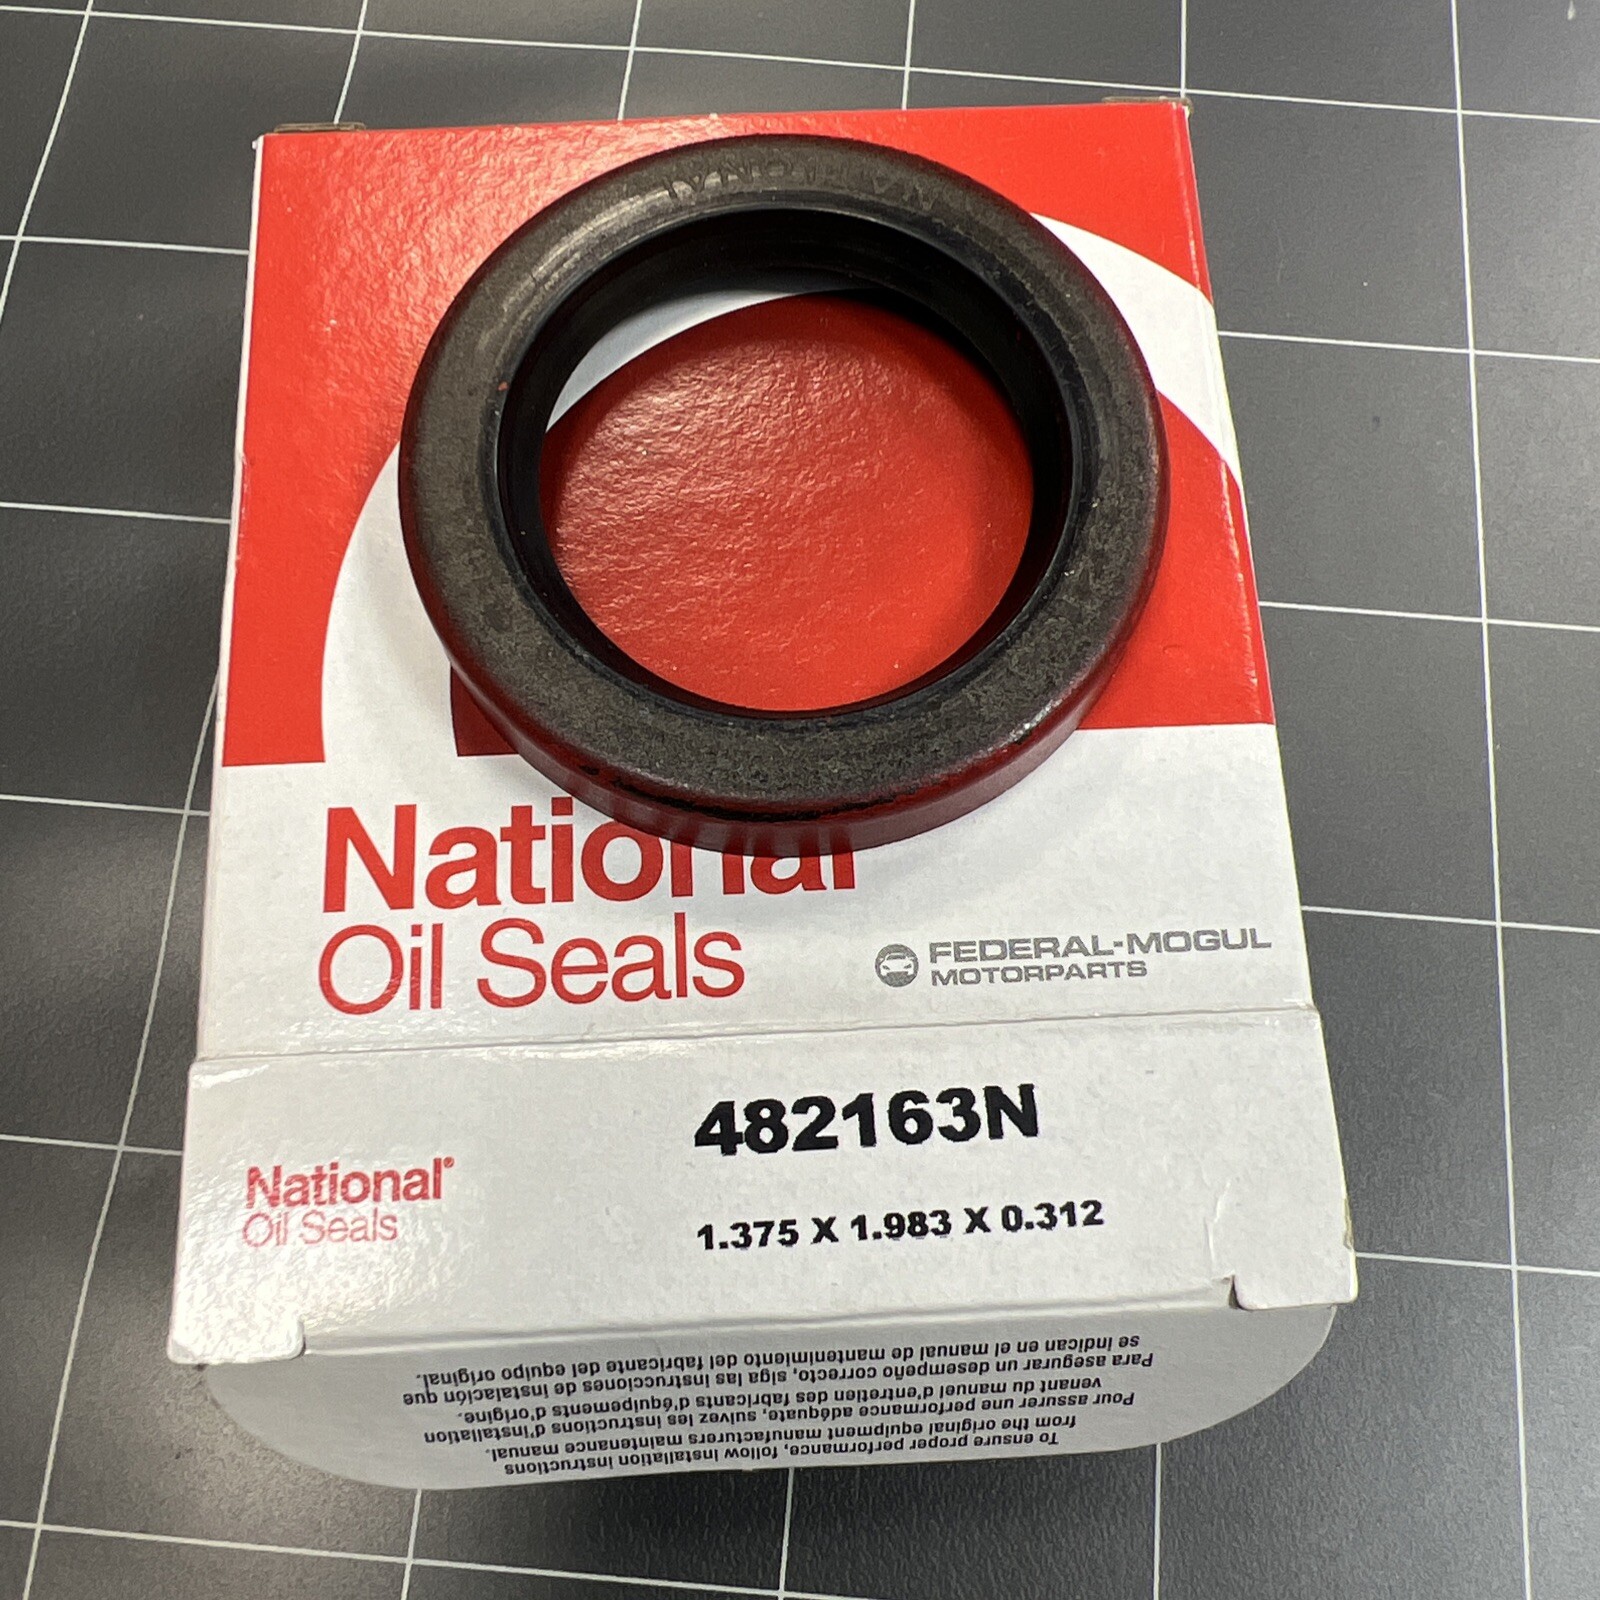 NATIONAL
National
Oil Seals
FEDERAL-MOGUL
MOTORPARTS
482163N
National®
Oil Seals
1.375 X 1.983 X 0.312
To ensure proper performance, follow installation instructions
from the original equipment manufacturers maintenance manual.
Pour assurer une performance adéquate, suivez les instructions d'installation
venant du manuel d'entretien des fabricants d'équipements d'origine.
Para asegurar un desempeño correcto, siga las instrucciones de instalación que
se indican en el manual de mantenimiento del fabricante del equipo original.